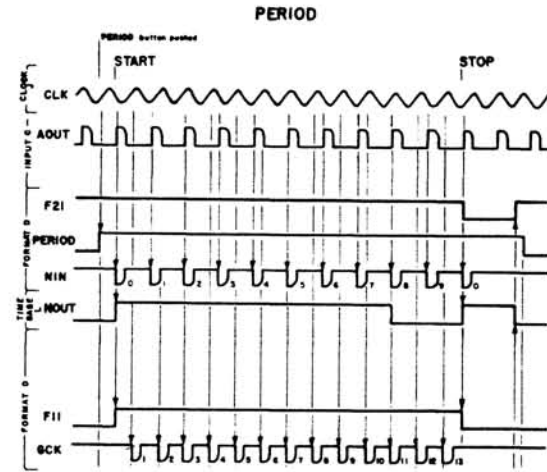 PERIOD
PERIOD button pushed
START STOP
CLOCK
CLK
INPUT C
AOUT
FORMAT D
F21
PERIOD
NIN
0 1 2 3 4 5 6 7 8 9 0
TIME BASE
NOUT
FORMAT D
F11
GCK
1 2 3 4 5 6 7 8 9 10 11 12 13